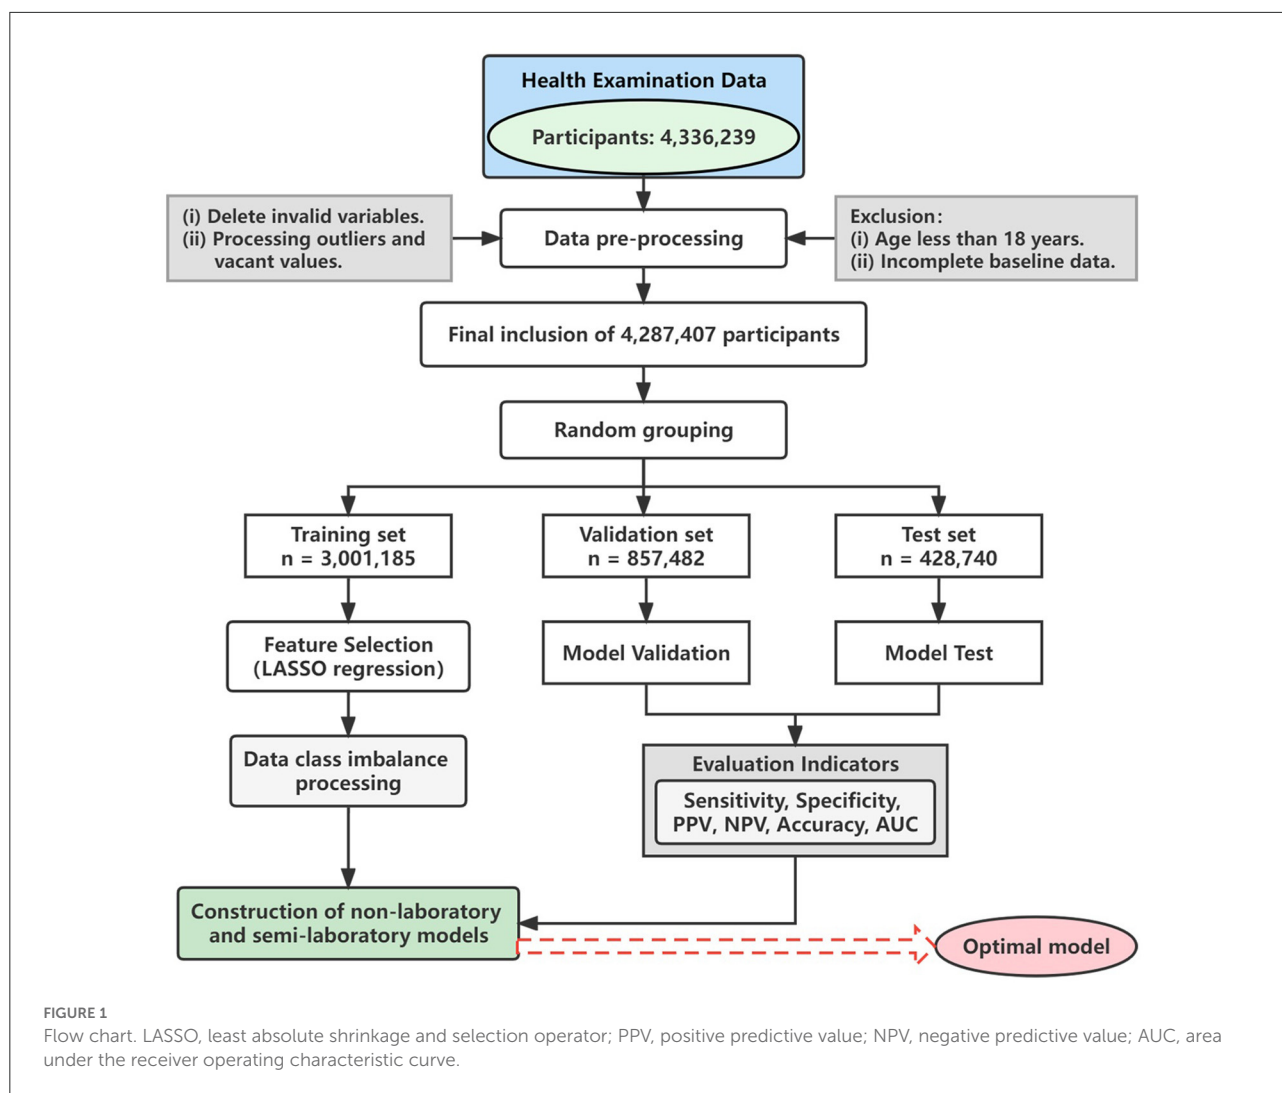 Health Examination Data
Participants: 4,336,239
(i) Delete invalid variables.
(ii) Processing outliers and
vacant values.
Data pre-processing
Exclusion:
(i) Age less than 18 years.
(ii) Incomplete baseline data.
Final inclusion of 4,287,407 participants
Random grouping
Training set
n = 3,001,185
Validation set
n = 857,482
Test set
n = 428,740
Feature Selection
(LASSO regression)
Model Validation
Model Test
Data class imbalance
processing
Evaluation Indicators
Sensitivity, Specificity,
PPV, NPV, Accuracy, AUC
Construction of non-laboratory
and semi-laboratory models
Optimal model
FIGURE 1
Flow chart. LASSO, least absolute shrinkage and selection operator; PPV, positive predictive value; NPV, negative predictive value; AUC, area
under the receiver operating characteristic curve.